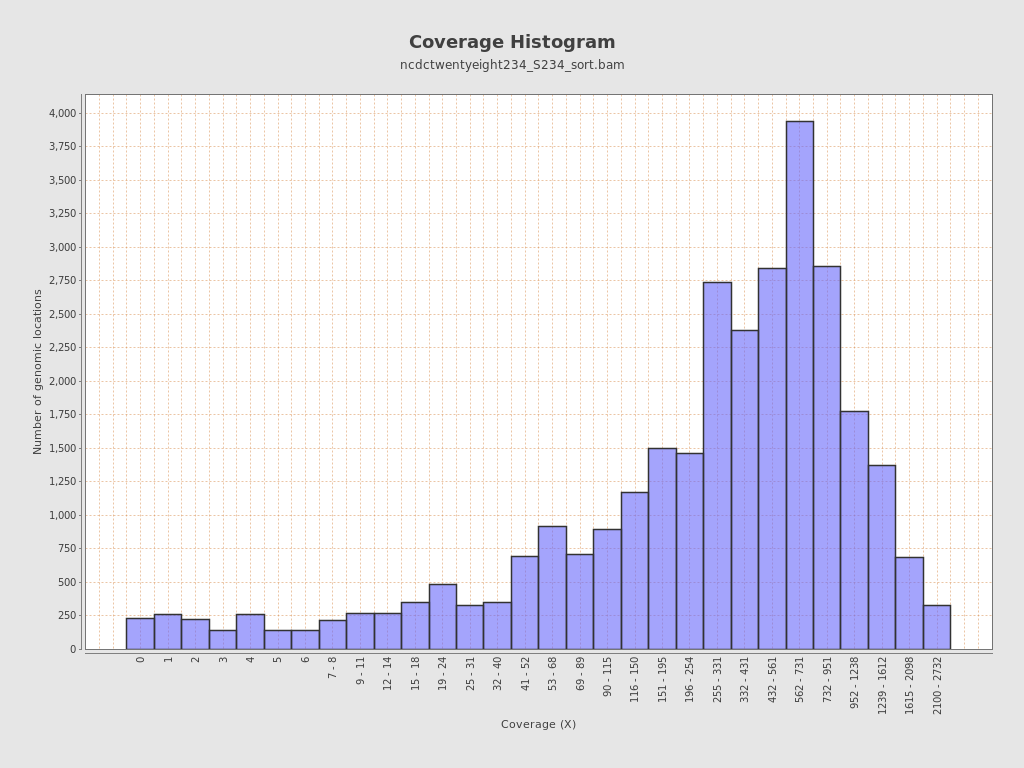 Coverage Histogram
ncdctwentyeight234_S234_sort.bam
Number of genomic locations
4,000
3,750
3,500
3,250
3,000
2,750
2,500
2,250
2,000
1,750
1,500
1,250
1,000
750
500
250
0
0
1
2
3
4
5
6
7 - 8
9 - 11
12 - 14
15 - 18
19 - 24
25 - 31
32 - 40
41 - 52
53 - 68
69 - 89
90 - 115
116 - 150
151 - 195
196 - 254
255 - 331
332 - 431
432 - 561
562 - 731
732 - 951
952 - 1238
1239 - 1612
1615 - 2098
2100 - 2732
Coverage (X)